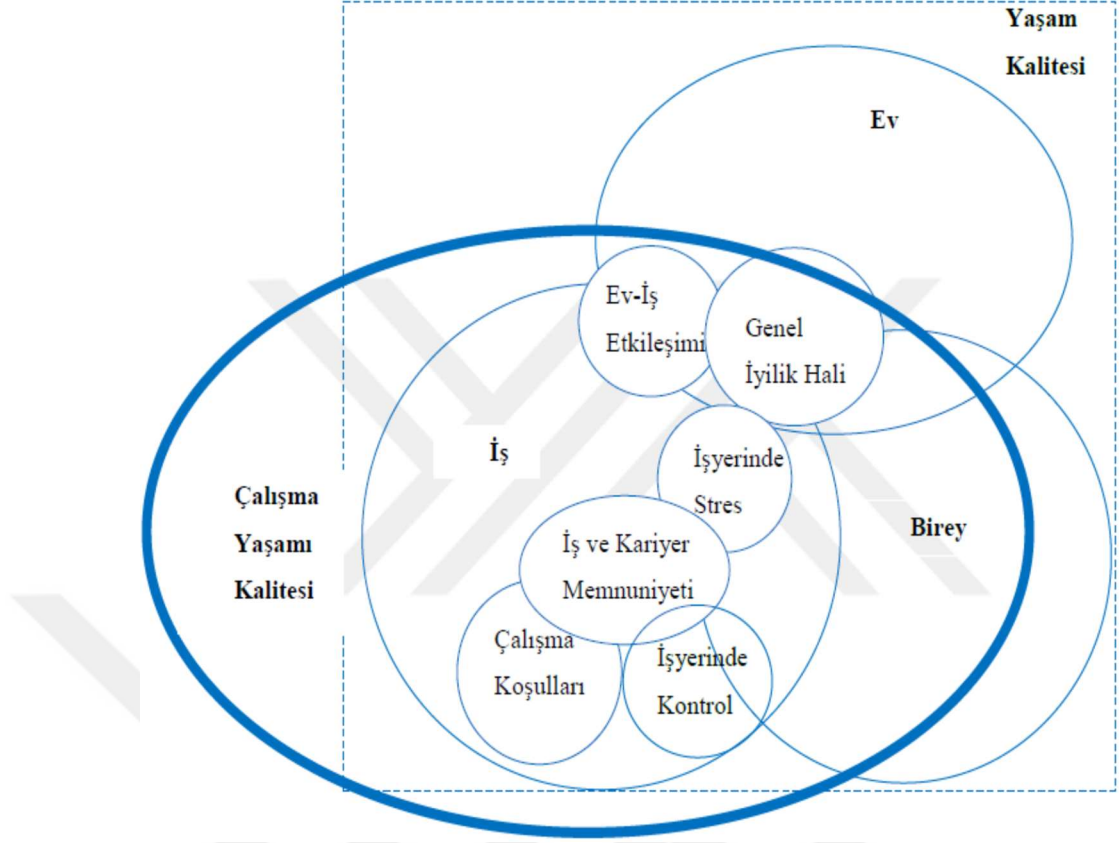 Yaşam
Kalitesi
Ev
Ev-İş
Etkileşimi
Genel
İyilik Hali
İş
İşyerinde
Stres
Çalışma
Yaşamı
Kalitesi
Birey
İş ve Kariyer
Memnuniyeti
Çalışma
Koşulları
İşyerinde
Kontrol